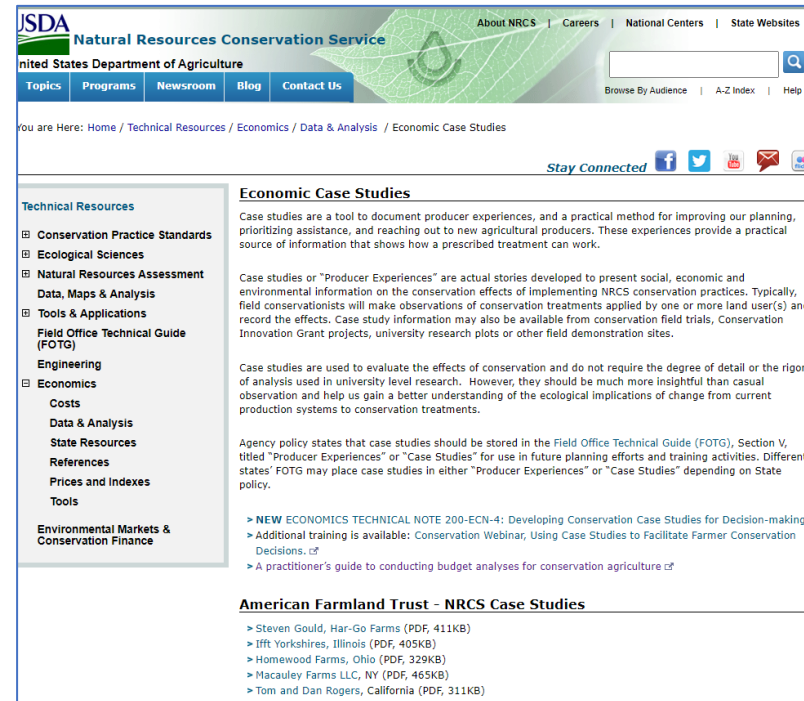 USDA
About NRCS | Careers | National Centers | State Websites
Natural Resources Conservation Service
United States Department of Agriculture
Topics Programs Newsroom Blog Contact Us
Browse By Audience | A-Z Index | Help
You are Here: Home / Technical Resources / Economics / Data & Analysis / Economic Case Studies
Stay Connected
Technical Resources
Conservation Practice Standards
Ecological Sciences
Natural Resources Assessment
Data, Maps & Analysis
Tools & Applications
Field Office Technical Guide
(FOTG)
Engineering
Economics
Costs
Data & Analysis
State Resources
References
Prices and Indexes
Tools
Environmental Markets &
Conservation Finance
Economic Case Studies
Case studies are a tool to document producer experiences, and a practical method for improving our planning,
prioritizing assistance, and reaching out to new agricultural producers. These experiences provide a practical
source of information that shows how a prescribed treatment can work.
Case studies or “Producer Experiences” are actual stories developed to present social, economic and
environmental information on the conservation effects of implementing NRCS conservation practices. Typically,
field conservationists will make observations of conservation treatments applied by one or more land user(s) and
record the effects. Case study information may also be available from conservation field trials, Conservation
Innovation Grant projects, university research plots or other field demonstration sites.
Case studies are used to evaluate the effects of conservation and do not require the degree of detail or the rigor
of analysis used in university level research. However, they should be much more insightful than casual
observation and help us gain a better understanding of the ecological implications of change from current
production systems to conservation treatments.
Agency policy states that case studies should be stored in the Field Office Technical Guide (FOTG), Section V,
titled “Producer Experiences” or “Case Studies” for use in future planning efforts and training activities. Different
states’ FOTG may place case studies in either “Producer Experiences” or “Case Studies” depending on State
policy.
> NEW ECONOMICS TECHNICAL NOTE 200-ECN-4: Developing Conservation Case Studies for Decision-making
> Additional training is available: Conservation Webinar, Using Case Studies to Facilitate Farmer Conservation
Decisions.
> A practitioner’s guide to conducting budget analyses for conservation agriculture
American Farmland Trust - NRCS Case Studies
> Steven Gould, Har-Go Farms (PDF, 411KB)
> Ifft Yorkshires, Illinois (PDF, 405KB)
> Homewood Farms, Ohio (PDF, 329KB)
> Macauley Farms LLC, NY (PDF, 465KB)
> Tom and Dan Rogers, California (PDF, 311KB)